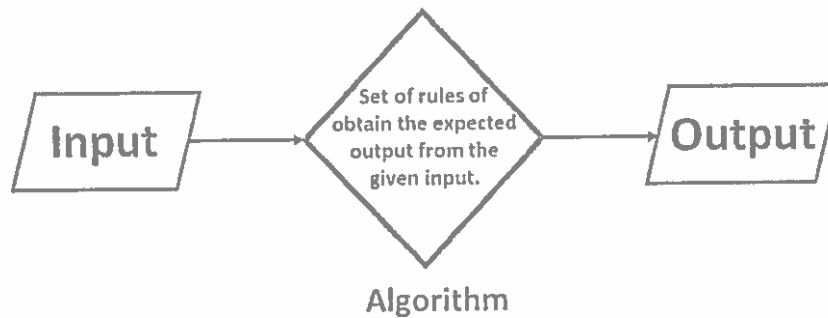 Input
Set of rules of
obtain the expected
output from the
given input.
Output
Algorithm